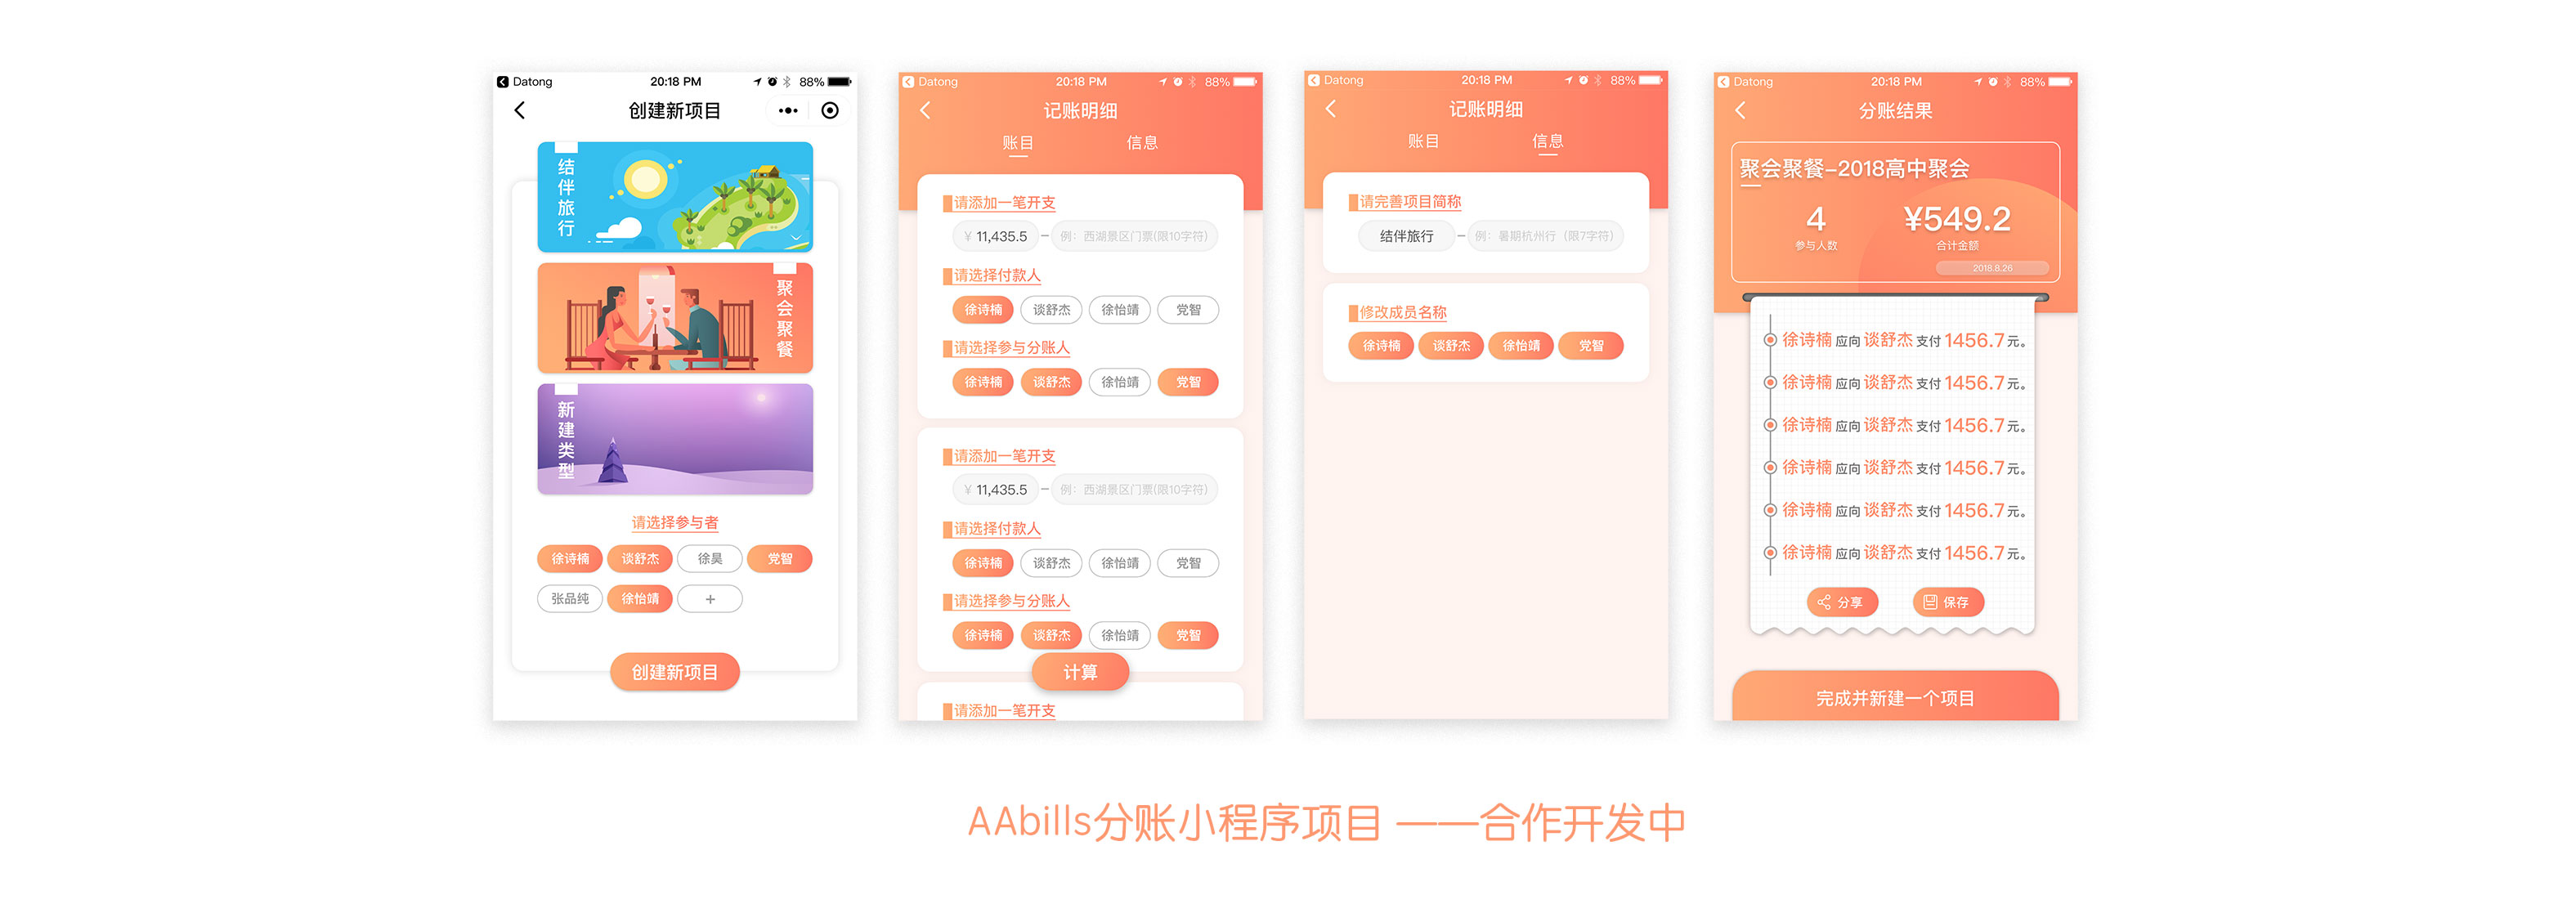 Datong 20:18 PM 88%
创建新项目
结伴旅行
聚会聚餐
新建类型
请选择参与者
徐诗楠 谈舒杰 徐昊 党智
张品纯 徐怡靖 +
创建新项目
Datong 20:18 PM 88%
记账明细
账目 信息
请添加一笔开支
¥ 11,435.5 - 例：西湖景区门票(限10字符)
请选择付款人
徐诗楠 谈舒杰 徐怡靖 党智
请选择参与分账人
徐诗楠 谈舒杰 徐怡靖 党智
请添加一笔开支
¥ 11,435.5 - 例：西湖景区门票(限10字符)
请选择付款人
徐诗楠 谈舒杰 徐怡靖 党智
请选择参与分账人
徐诗楠 谈舒杰 徐怡靖 党智
计算
请添加一笔开支
Datong 20:18 PM 88%
记账明细
账目 信息
请完善项目简称
结伴旅行 - 例：暑期杭州行（限7字符）
修改成员名称
徐诗楠 谈舒杰 徐怡靖 党智
Datong 20:18 PM 88%
分账结果
聚会聚餐-2018高中聚会
4 ¥549.2
参与人数 合计金额
2018.8.26
徐诗楠 应向 谈舒杰 支付 1456.7 元。
徐诗楠 应向 谈舒杰 支付 1456.7 元。
徐诗楠 应向 谈舒杰 支付 1456.7 元。
徐诗楠 应向 谈舒杰 支付 1456.7 元。
徐诗楠 应向 谈舒杰 支付 1456.7 元。
徐诗楠 应向 谈舒杰 支付 1456.7 元。
分享 保存
完成并新建一个项目
AAbills分账小程序项目 ——合作开发中